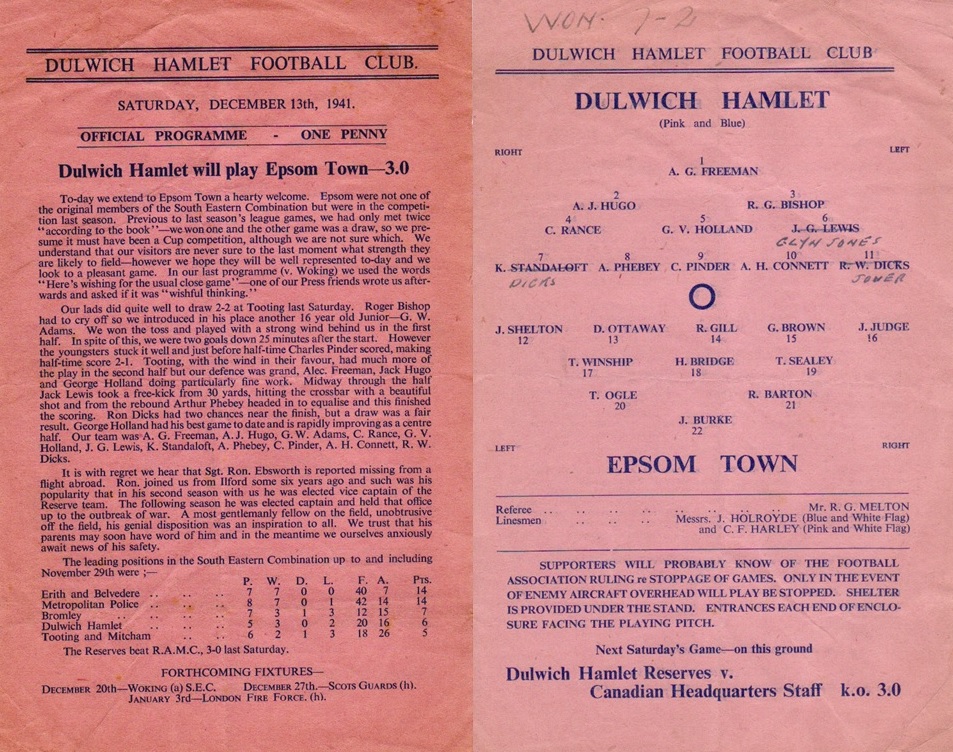 DULWICH HAMLET FOOTBALL CLUB.
SATURDAY, DECEMBER 13th, 1941.
OFFICIAL PROGRAMME - ONE PENNY
Dulwich Hamlet will play Epsom Town—3.0
To-day we extend to Epsom Town a hearty welcome. Epsom were not one of
the original members of the South Eastern Combination but were in the competi-
tion last season. Previous to last season's league games, we had only met twice
"according to the book"—we won one and the other game was a draw, so we pre-
sume it must have been a Cup competition, although we are not sure which. We
understand that our visitors are never sure to the last moment what strength they
are likely to field—however we hope they will be well represented to-day and we
look to a pleasant game. In our last programme (v. Woking) we used the words
"Here's wishing for the usual close game"—one of our Press friends wrote us after-
wards and asked if it was "wishful thinking."
Our lads did quite well to draw 2-2 at Tooting last Saturday. Roger Bishop
had to cry off so we introduced in his place another 16 year old Junior—G. W.
Adams. We won the toss and played with a strong wind behind us in the first
half. In spite of this, we were two goals down 25 minutes after the start. However
the youngsters stuck it well and just before half-time Charles Pinder scored, making
half-time score 2-1. Tooting, with the wind in their favour, had much more of
the play in the second half but our defence was grand, Alec. Freeman, Jack Hugo
and George Holland doing particularly fine work. Midway through the half
Jack Lewis took a free-kick from 30 yards, hitting the crossbar with a beautiful
shot and from the rebound Arthur Phebey headed in to equalise and this finished
the scoring. Ron Dicks had two chances near the finish, but a draw was a fair
result. George Holland had his best game to date and is rapidly improving as a centre
half. Our team was A. G. Freeman, A. J. Hugo, G. W. Adams, C. Rance, G. V.
Holland, J. G. Lewis, K. Standaloft, A. Phebey, C. Pinder, A. H. Connett, R. W.
Dicks.
It is with regret we hear that Sgt. Ron. Ebsworth is reported missing from a
flight abroad. Ron. joined us from Ilford some six years ago and such was his
popularity that in his second season with us he was elected vice captain of the
Reserve team. The following season he was elected captain and held that office
up to the outbreak of war. A most gentlemanly fellow on the field, unobtrusive
off the field, his genial disposition was an inspiration to all. We trust that his
parents may soon have word of him and in the meantime we ourselves anxiously
await news of his safety.
The leading positions in the South Eastern Combination up to and including
November 29th were ;—
P. W. D. L. F. A. Pts.
Erith and Belvedere .. .. .. 7 7 0 0 40 7 14
Metropolitan Police .. .. .. 8 7 0 1 42 14 14
Bromley .. .. .. 7 3 1 3 12 15 7
Dulwich Hamlet .. .. .. 5 3 0 2 20 16 6
Tooting and Mitcham .. .. 6 2 1 3 18 26 5
The Reserves beat R.A.M.C., 3-0 last Saturday.
FORTHCOMING FIXTURES—
DECEMBER 20th—WOKING (a) S.E.C. DECEMBER 27th.—SCOTS GUARDS (h).
JANUARY 3rd—LONDON FIRE FORCE. (h).
WON- 7-2
DULWICH HAMLET FOOTBALL CLUB
DULWICH HAMLET
(Pink and Blue)
RIGHT LEFT
1
A. G. FREEMAN
2 3
A. J. HUGO R. G. BISHOP
4 5 6
C. RANCE G. V. HOLLAND J. G. LEWIS
GLYN JONES
7 8 9 10 11
K. STANDALOFT A. PHEBEY C. PINDER A. H. CONNETT R. W. DICKS
DICKS JOWER
O
J. SHELTON D. OTTAWAY R. GILL G. BROWN J. JUDGE
12 13 14 15 16
T. WINSHIP H. BRIDGE T. SEALEY
17 18 19
T. OGLE R. BARTON
20 21
J. BURKE
22
LEFT RIGHT
EPSOM TOWN
Referee .. .. .. .. .. .. .. .. Mr. R. G. MELTON
Linesmen .. .. .. .. Messrs. J. HOLROYDE (Blue and White Flag)
and C. F. HARLEY (Pink and White Flag)
SUPPORTERS WILL PROBABLY KNOW OF THE FOOTBALL
ASSOCIATION RULING re STOPPAGE OF GAMES. ONLY IN THE EVENT
OF ENEMY AIRCRAFT OVERHEAD WILL PLAY BE STOPPED. SHELTER
IS PROVIDED UNDER THE STAND. ENTRANCES EACH END OF ENCLO-
SURE FACING THE PLAYING PITCH.
Next Saturday's Game—on this ground
Dulwich Hamlet Reserves v.
Canadian Headquarters Staff k.o. 3.0